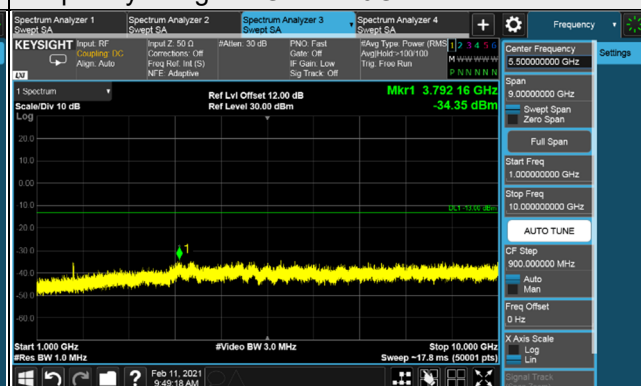 Spectrum Analyzer 1
Swept SA
Spectrum Analyzer 2
Swept SA
Spectrum Analyzer 3
Swept SA
Spectrum Analyzer 4
Swept SA
+
Frequency
KEYSIGHT
Input: RF
Coupling: DC
Align: Auto
Input Z: 50 Ω
Corrections: Off
Freq Ref: Int (S)
NFE: Adaptive
#Atten: 30 dB
PNO: Fast
Gate: Off
IF Gain: Low
Sig Track: Off
#Avg Type: Power (RMS
Avg|Hold:>100/100
Trig: Free Run
1 2 3 4 5 6
M W W W W W
P N N N N N
LXI
Center Frequency
5.500000000 GHz
Settings
Span
9.00000000 GHz
Swept Span
Zero Span
Full Span
Start Freq
1.000000000 GHz
Stop Freq
10.000000000 GHz
AUTO TUNE
CF Step
900.000000 MHz
Auto
Man
Freq Offset
0 Hz
X Axis Scale
Log
Lin
Signal Track
1 Spectrum
Scale/Div 10 dB
Log
Ref Lvl Offset 12.00 dB
Ref Level 30.00 dBm
Mkr1 3.792 16 GHz
-34.35 dBm
20.0
10.0
0.00
-10.0
DL1 -13.00 dBm
-20.0
-30.0
1
-40.0
-50.0
-60.0
Start 1.000 GHz
#Res BW 1.0 MHz
#Video BW 3.0 MHz
Stop 10.000 GHz
Sweep ~17.8 ms (50001 pts)
?
Feb 11, 2021
9:49:18 AM